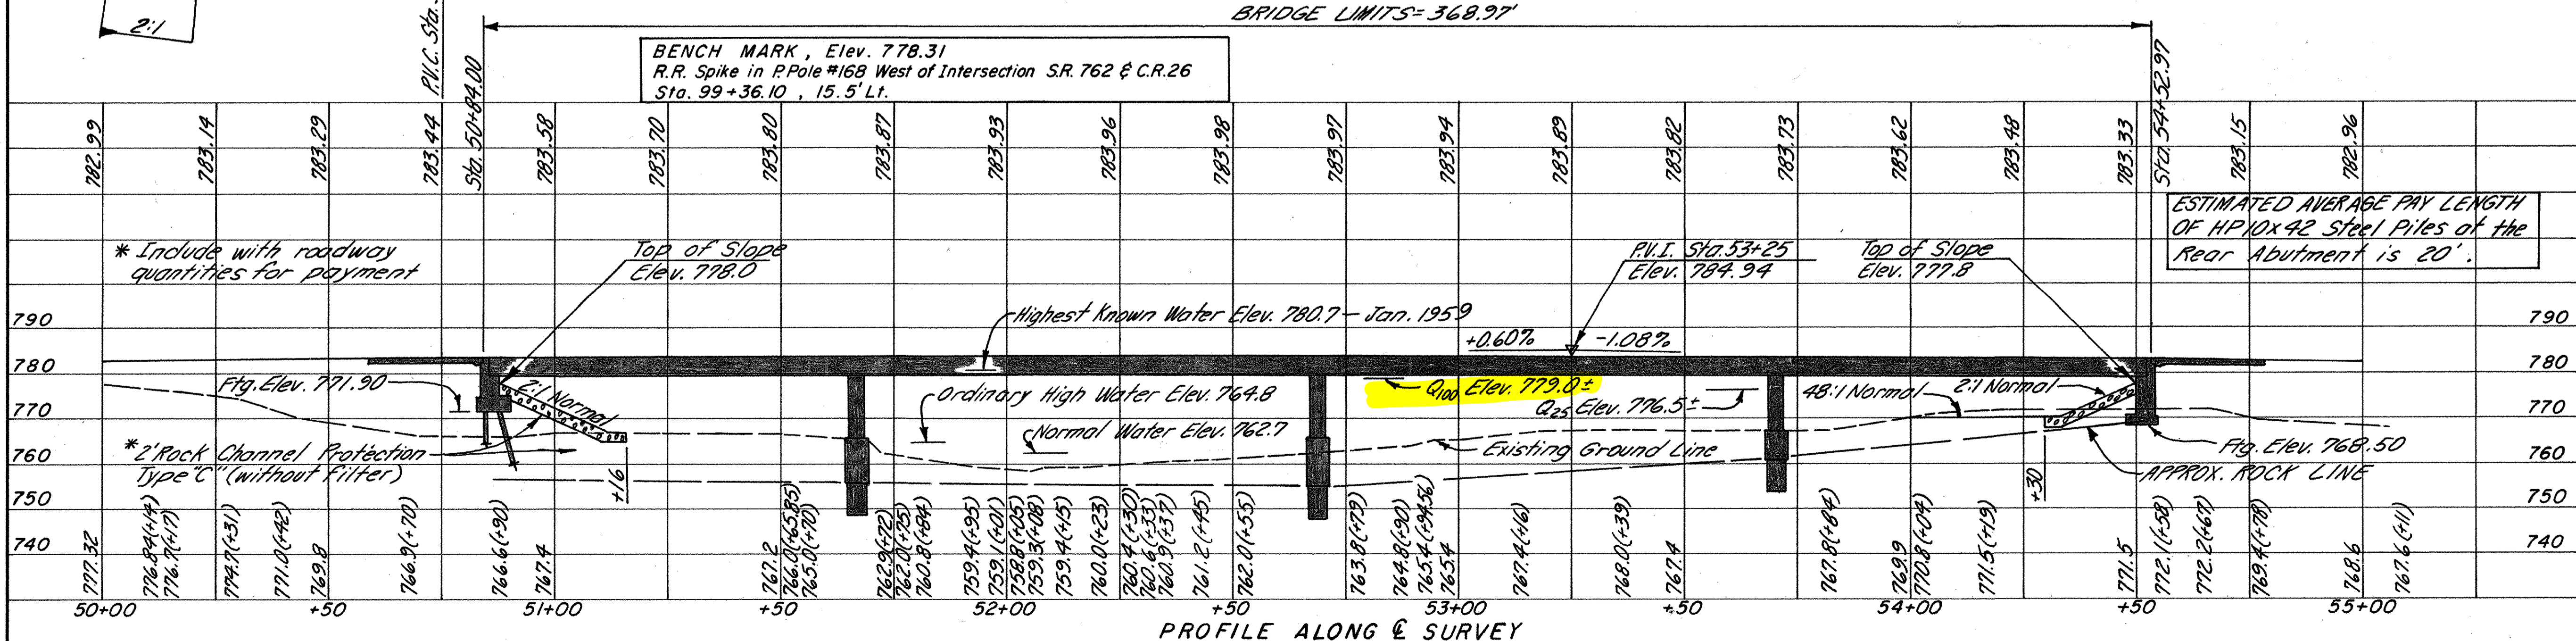 BRIDGE LIMITS = 368.97'
2:1
P.V.C. Sta.
Sta. 50+84.00
BENCH MARK, Elev. 778.31
R.R. Spike in P.Pole #168 West of Intersection S.R. 762 & C.R.26
Sta. 99+36.10, 15.5' Lt.
Sta. 54+52.97
782.99
783.14
783.29
783.44
783.58
783.70
783.80
783.87
783.93
783.96
783.98
783.97
783.94
783.89
783.82
783.73
783.62
783.48
783.33
783.15
782.96
ESTIMATED AVERAGE PAY LENGTH
OF HP10x42 Steel Piles at the
Rear Abutment is 20'.
* Include with roadway
quantities for payment
Top of Slope
Elev. 778.0
P.V.I. Sta.53+25
Elev. 784.94
Top of Slope
Elev. 777.8
Highest Known Water Elev. 780.7 - Jan. 1959
790
790
+0.60% -1.08%
780
780
Ftg. Elev. 771.90
2:1 Normal
Ordinary High Water Elev. 764.8
Q100 Elev. 779.0±
Q25 Elev. 776.5±
48:1 Normal
2:1 Normal
770
770
Normal Water Elev. 762.7
Existing Ground Line
Ftg. Elev. 768.50
* 2' Rock Channel Protection
Type "C" (without filter)
APPROX. ROCK LINE
760
760
+16
+30
750
750
740
740
777.32
776.84(+14)
776.7(+17)
774.7(+31)
771.0(+42)
769.8
766.9(+70)
766.6(+90)
767.4
767.2
766.0(+65.85)
765.0(+70)
762.9(+72)
762.0(+75)
760.8(+84)
759.4(+95)
759.1(+01)
758.8(+05)
759.3(+08)
759.4(+15)
760.0(+23)
760.4(+30)
760.6(+33)
760.9(+37)
761.2(+45)
762.0(+55)
763.8(+79)
764.8(+90)
765.4(+94.56)
765.4
767.4(+16)
768.0(+39)
767.4
767.8(+84)
769.9
770.8(+04)
771.5(+19)
771.5
772.1(+58)
772.2(+67)
769.4(+78)
768.6
767.6(+11)
50+00
+50
51+00
+50
52+00
+50
53+00
+50
54+00
+50
55+00
PROFILE ALONG ℄ SURVEY